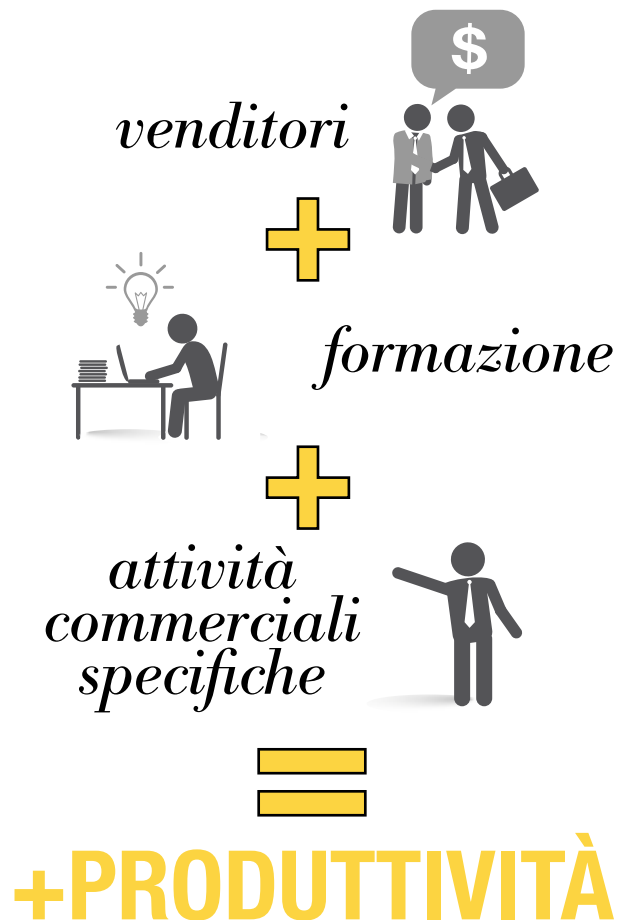 $
venditori
+
formazione
+
attività
commerciali
specifiche
=
+PRODUTTIVITÀ